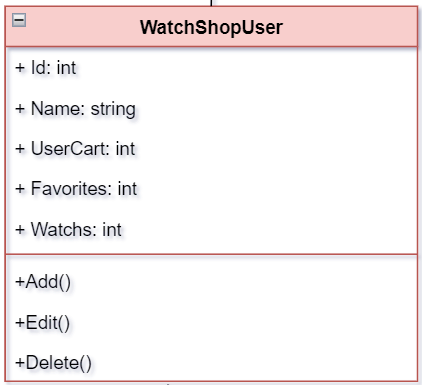 WatchShopUser
+ Id: int
+ Name: string
+ UserCart: int
+ Favorites: int
+ Watchs: int
+Add()
+Edit()
+Delete()